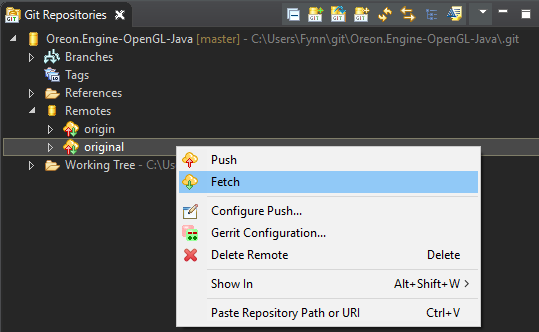 Git Repositories
Oreon.Engine-OpenGL-Java [master] - C:\Users\Fynn\git\Oreon.Engine-OpenGL-Java\.git
Branches
Tags
References
Remotes
origin
original
Working Tree - C:\Us
Push
Fetch
Configure Push...
Gerrit Configuration...
Delete Remote Delete
Show In Alt+Shift+W >
Paste Repository Path or URI Ctrl+V